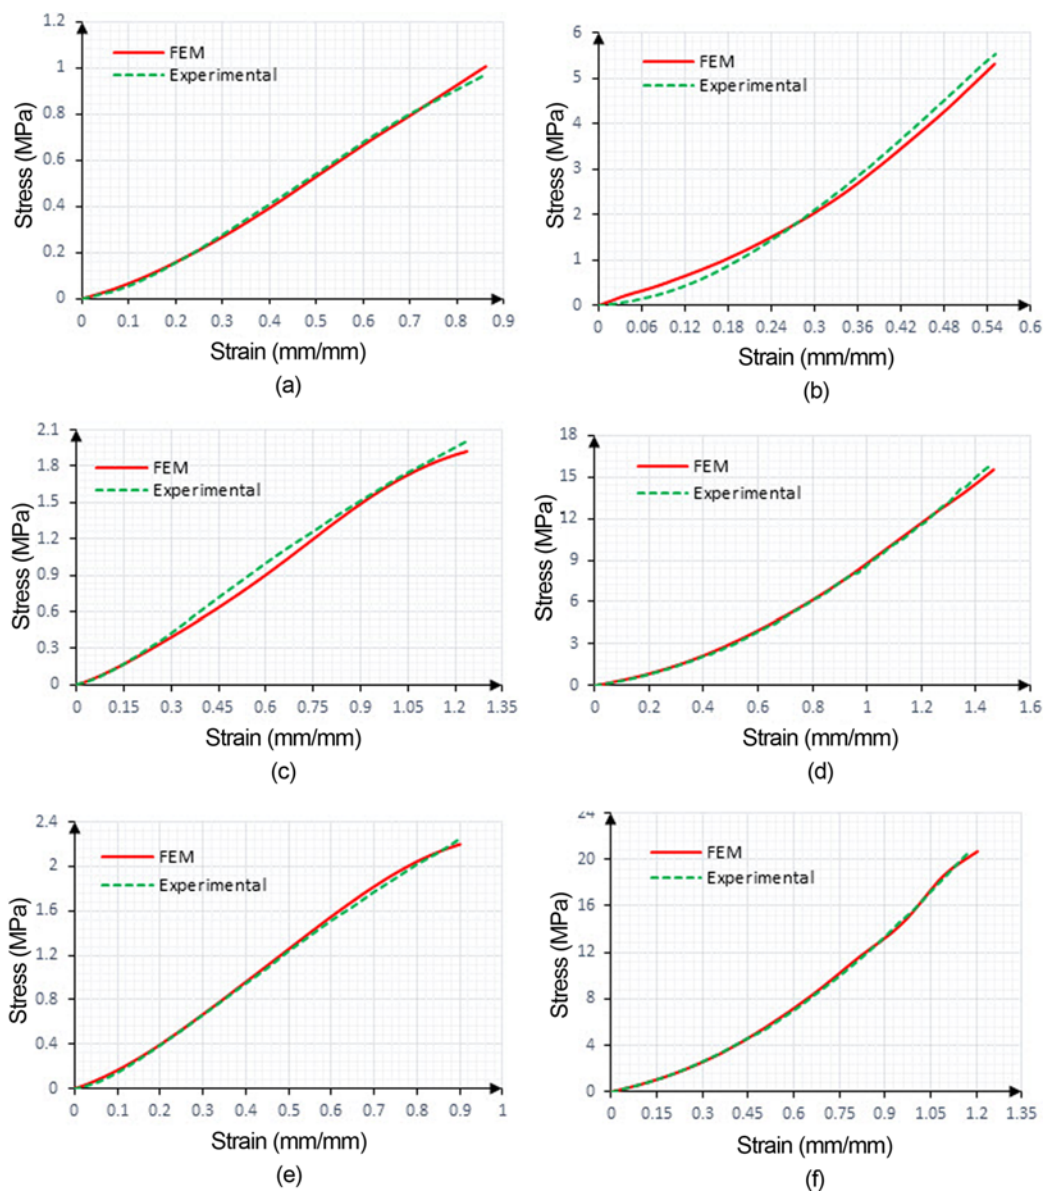 1.2
1
0.8
0.6
0.4
0.2
0
Stress (MPa)
FEM
Experimental
0 0.1 0.2 0.3 0.4 0.5 0.6 0.7 0.8 0.9
Strain (mm/mm)
(a)
6
5
4
3
2
1
0
Stress (MPa)
FEM
Experimental
0 0.06 0.12 0.18 0.24 0.3 0.36 0.42 0.48 0.54 0.6
Strain (mm/mm)
(b)
2.1
1.8
1.5
1.2
0.9
0.6
0.3
0
Stress (MPa)
FEM
Experimental
0 0.15 0.3 0.45 0.6 0.75 0.9 1.05 1.2 1.35
Strain (mm/mm)
(c)
18
15
12
9
6
3
0
Stress (MPa)
FEM
Experimental
0 0.2 0.4 0.6 0.8 1 1.2 1.4 1.6
Strain (mm/mm)
(d)
2.4
2
1.6
1.2
0.8
0.4
0
Stress (MPa)
FEM
Experimental
0 0.1 0.2 0.3 0.4 0.5 0.6 0.7 0.8 0.9 1
Strain (mm/mm)
(e)
24
20
16
12
8
4
0
Stress (MPa)
FEM
Experimental
0 0.15 0.3 0.45 0.6 0.75 0.9 1.05 1.2 1.35
Strain (mm/mm)
(f)